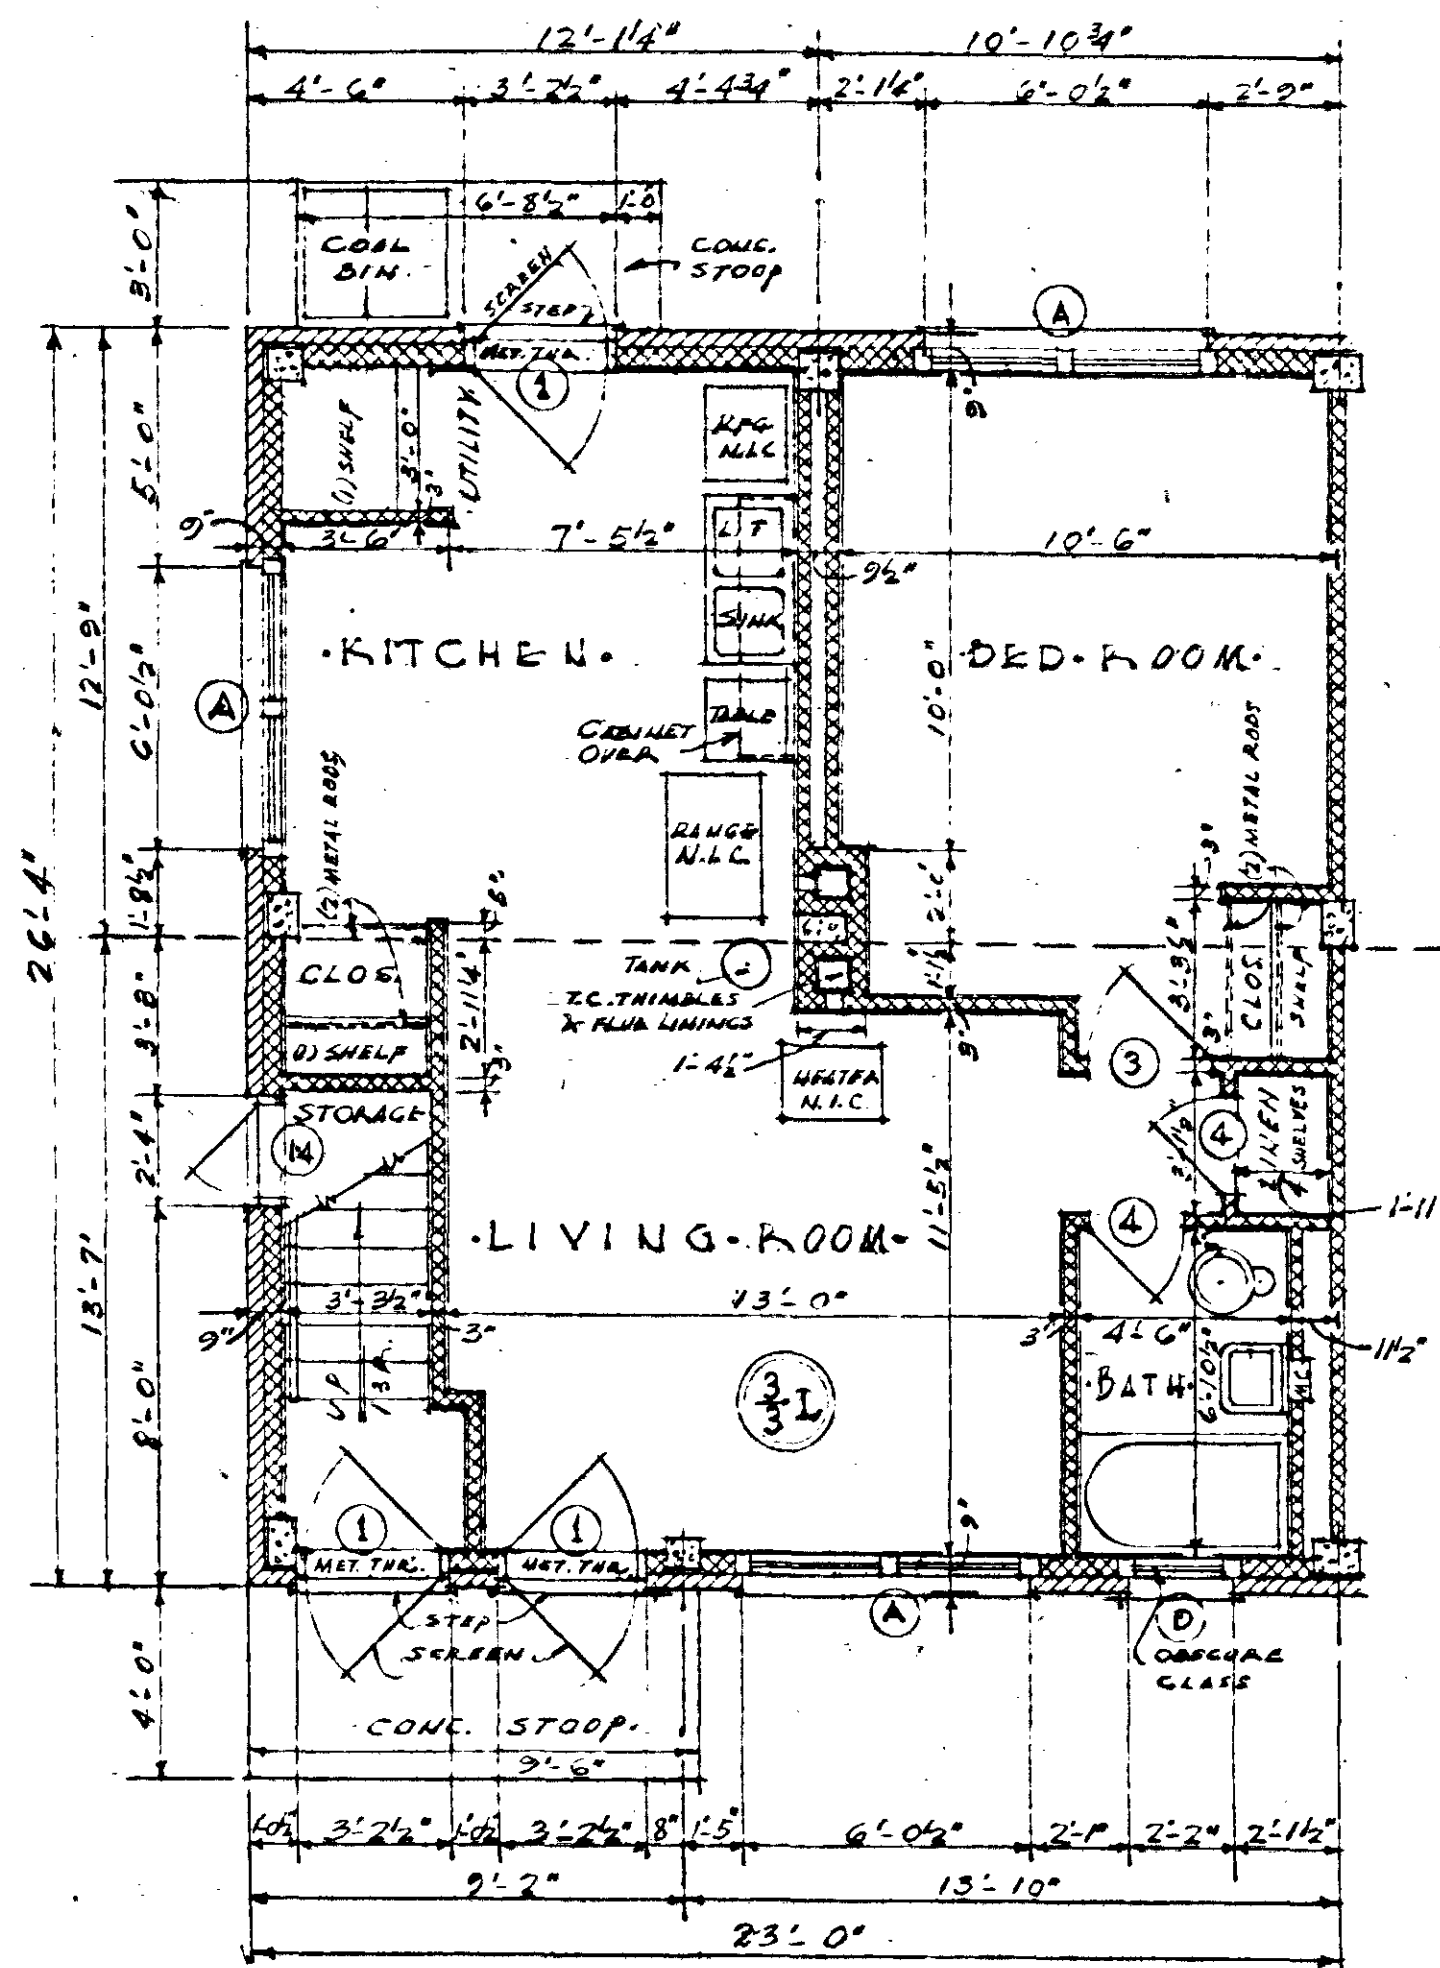 12'-1¼" 10'-10¾"
4'-6" 3'-2½" 4'-4¾" 2'-1¼" 6'-0½" 2'-9"
6'-8½" 1'-0"
3'-0"
COAL
BIN.
SCREEN
STEP
CONC.
STOOP
A
MET. THR.
1
9"
(1) SHELF
3'-0"
3"
UTILITY
RFG
N.I.C
5'-0"
9"
3'-6"
7'-5½"
L T
9½"
10'-6"
SINK
12'-9"
·KITCHEN·
·BED·ROOM·
10'-0"
A
6'-0½"
TABLE
CABINET
OVER
(2) METAL RODS
(2) METAL RODS
RANGE
N.I.C
26'-4"
1'-8½"
6"
3"
CLOS.
TANK
T.C. THIMBLES
& FLUE LININGS
3'-8"
2'-11¼"
3"
(1) SHELF
1'-4½"
1'-1½"
3"
CLOS.
SHELF
3"
3
HEATER
N.I.C.
STORAGE
2'-4"
4
LINEN
4 SHELVES
11'-5½"
4
1'-11
·LIVING·ROOM·
13'-7"
9"
3'-3½"
3"
13'-0"
3"
4'-6"
11½"
UP
13 R
8'-0"
·BATH·
6'-10½"
M.C.
L
1
1
MET. THR.
MET. THR.
9"
STEP
SCREEN
A
D
OBSCURE
GLASS
4'-0"
CONC. STOOP.
9'-6"
1'-0½" 3'-2½" 1'-0½" 3'-2½" 8" 1'-5" 6'-0½" 2'-1" 2'-2" 2'-1½"
9'-2" 13'-10"
23'-0"